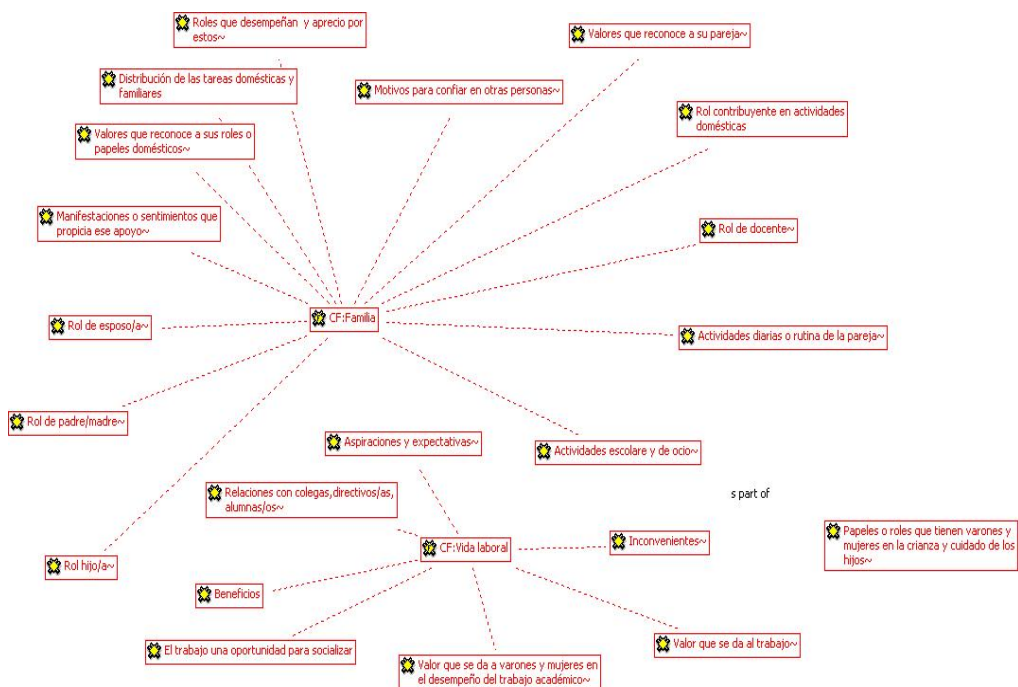 Roles que desempeñan y aprecio por
estos~
Valores que reconoce a su pareja~
Distribución de las tareas domésticas y
familiares
Motivos para confiar en otras personas~
Rol contribuyente en actividades
domésticas
Valores que reconoce a sus roles o
papeles domésticos~
Manifestaciones o sentimientos que
propicia ese apoyo~
Rol de docente~
CF:Familia
Rol de esposo/a~
Actividades diarias o rutina de la pareja~
Rol de padre/madre~
Aspiraciones y expectativas~
Actividades escolare y de ocio~
Relaciones con colegas,directivos/as,
alumnas/os~
s part of
Papeles o roles que tienen varones y
mujeres en la crianza y cuidado de los
hijos~
CF:Vida laboral
Inconvenientes~
Rol hijo/a~
Beneficios
El trabajo una oportunidad para socializar
Valor que se da a varones y mujeres en
el desempeño del trabajo académico~
Valor que se da al trabajo~